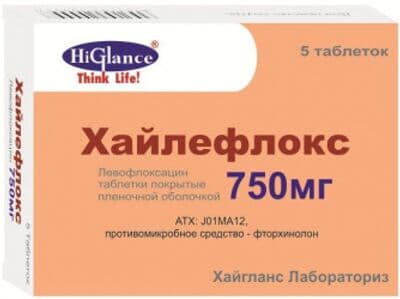 HiGlance
Think Life!
5 таблеток
Хайлефлокс
Левофлоксацин
таблетки покрытые
пленочной оболочкой
750мг
АТХ: J01MA12,
противомикробное средство - фторхинолон
Хайгланс Лабораториз
Хайлефлокс
Левофлоксацин
750мг
5 Таблеток